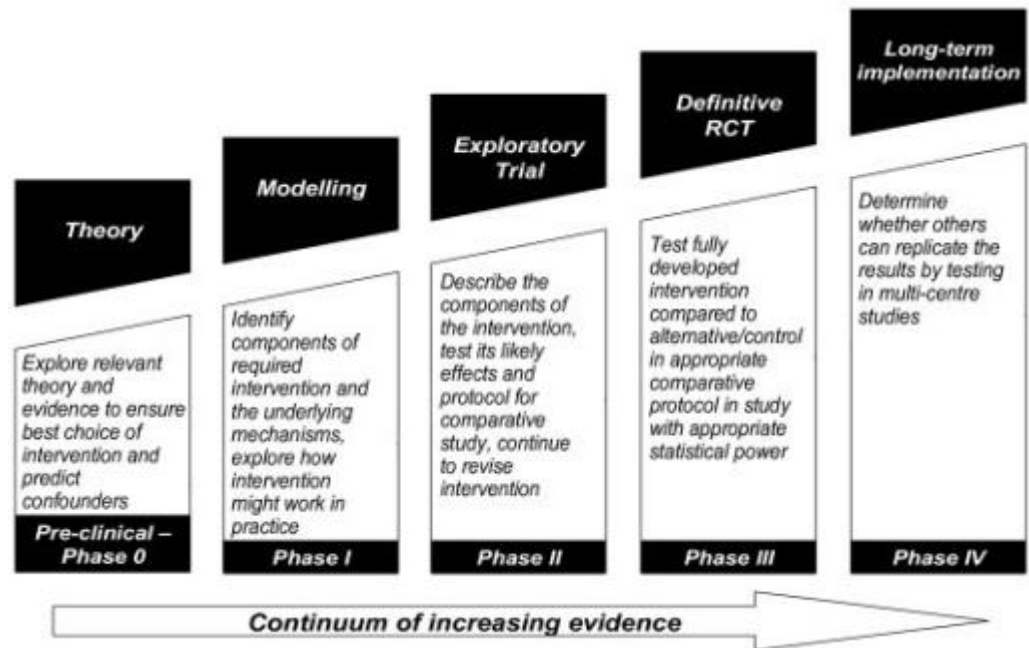 Theory
Explore relevant
theory and
evidence to ensure
best choice of
intervention and
predict
confounders
Pre-clinical –
Phase 0
Modelling
Identify
components of
required
intervention and
the underlying
mechanisms,
explore how
intervention
might work in
practice
Phase I
Exploratory
Trial
Describe the
components of
the intervention,
test its likely
effects and
protocol for
comparative
study, continue
to revise
intervention
Phase II
Definitive
RCT
Test fully
developed
intervention
compared to
alternative/control
in appropriate
comparative
protocol in study
with appropriate
statistical power
Phase III
Long-term
implementation
Determine
whether others
can replicate the
results by testing
in multi-centre
studies
Phase IV
Continuum of increasing evidence